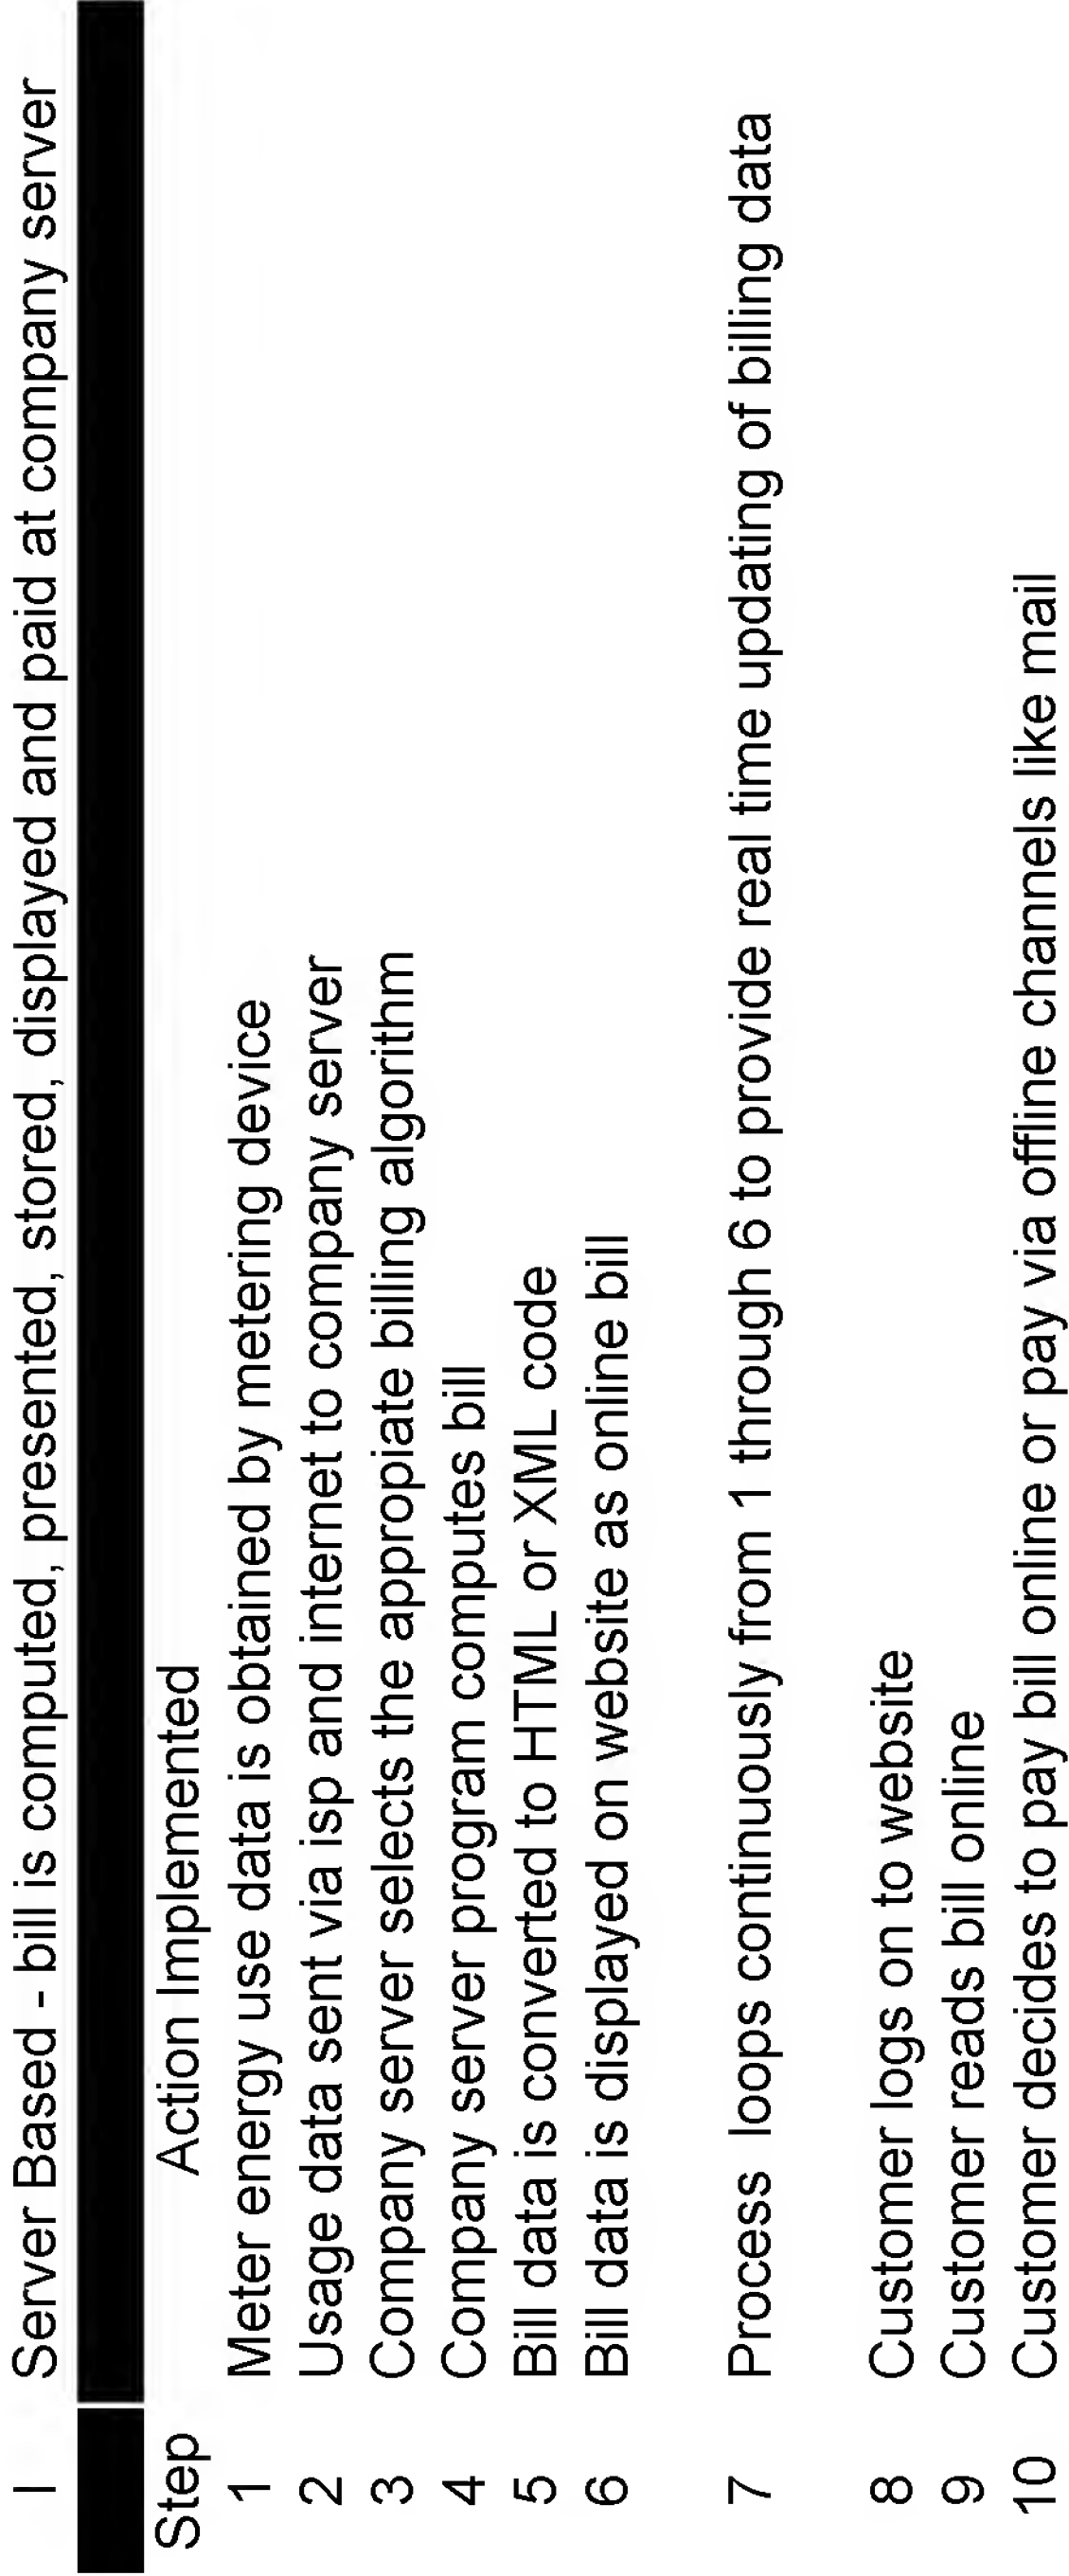 I Server Based - bill is computed, presented, stored, displayed and paid at company server
Step Action Implemented
1 Meter energy use data is obtained by metering device
2 Usage data sent via isp and internet to company server
3 Company server selects the appropiate billing algorithm
4 Company server program computes bill
5 Bill data is converted to HTML or XML code
6 Bill data is displayed on website as online bill
7 Process loops continuously from 1 through 6 to provide real time updating of billing data
8 Customer logs on to website
9 Customer reads bill online
10 Customer decides to pay bill online or pay via offline channels like mail